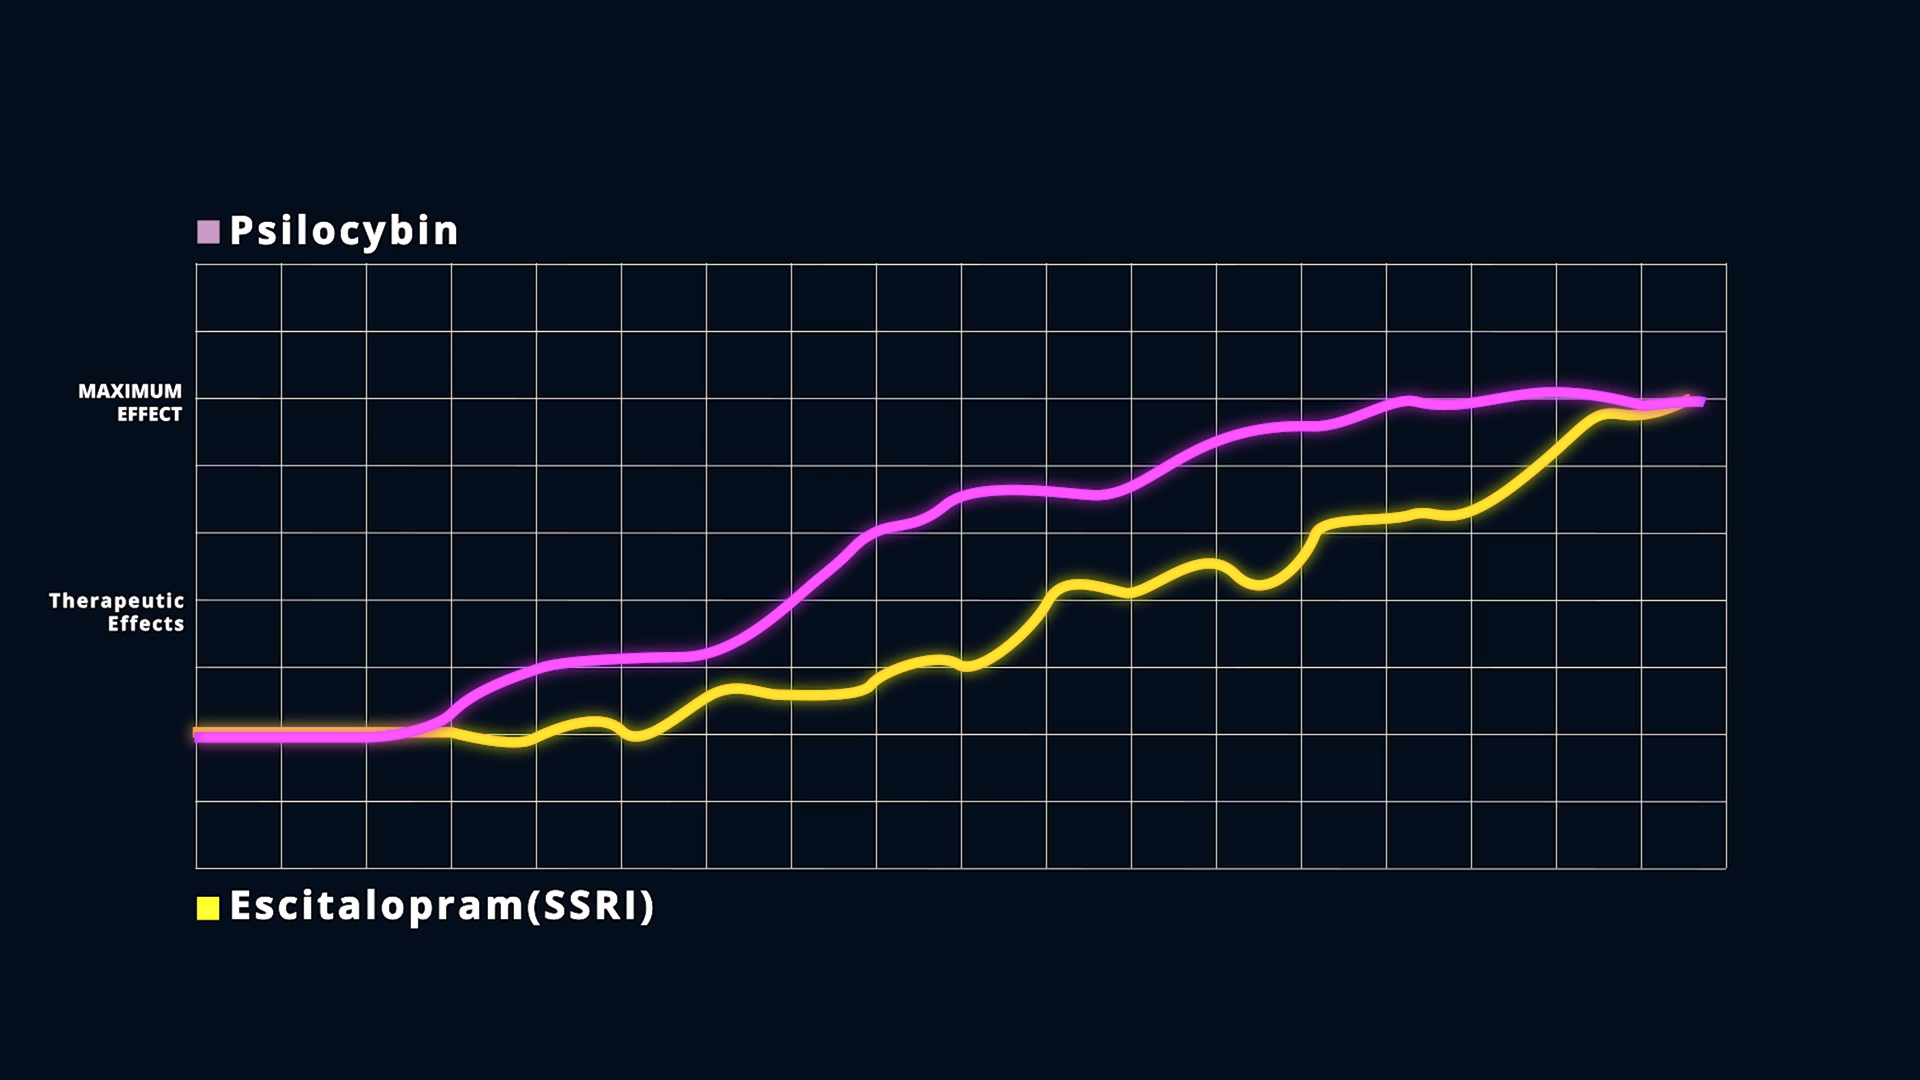 Psilocybin
MAXIMUM
EFFECT
Therapeutic
Effects
Escitalopram(SSRI)